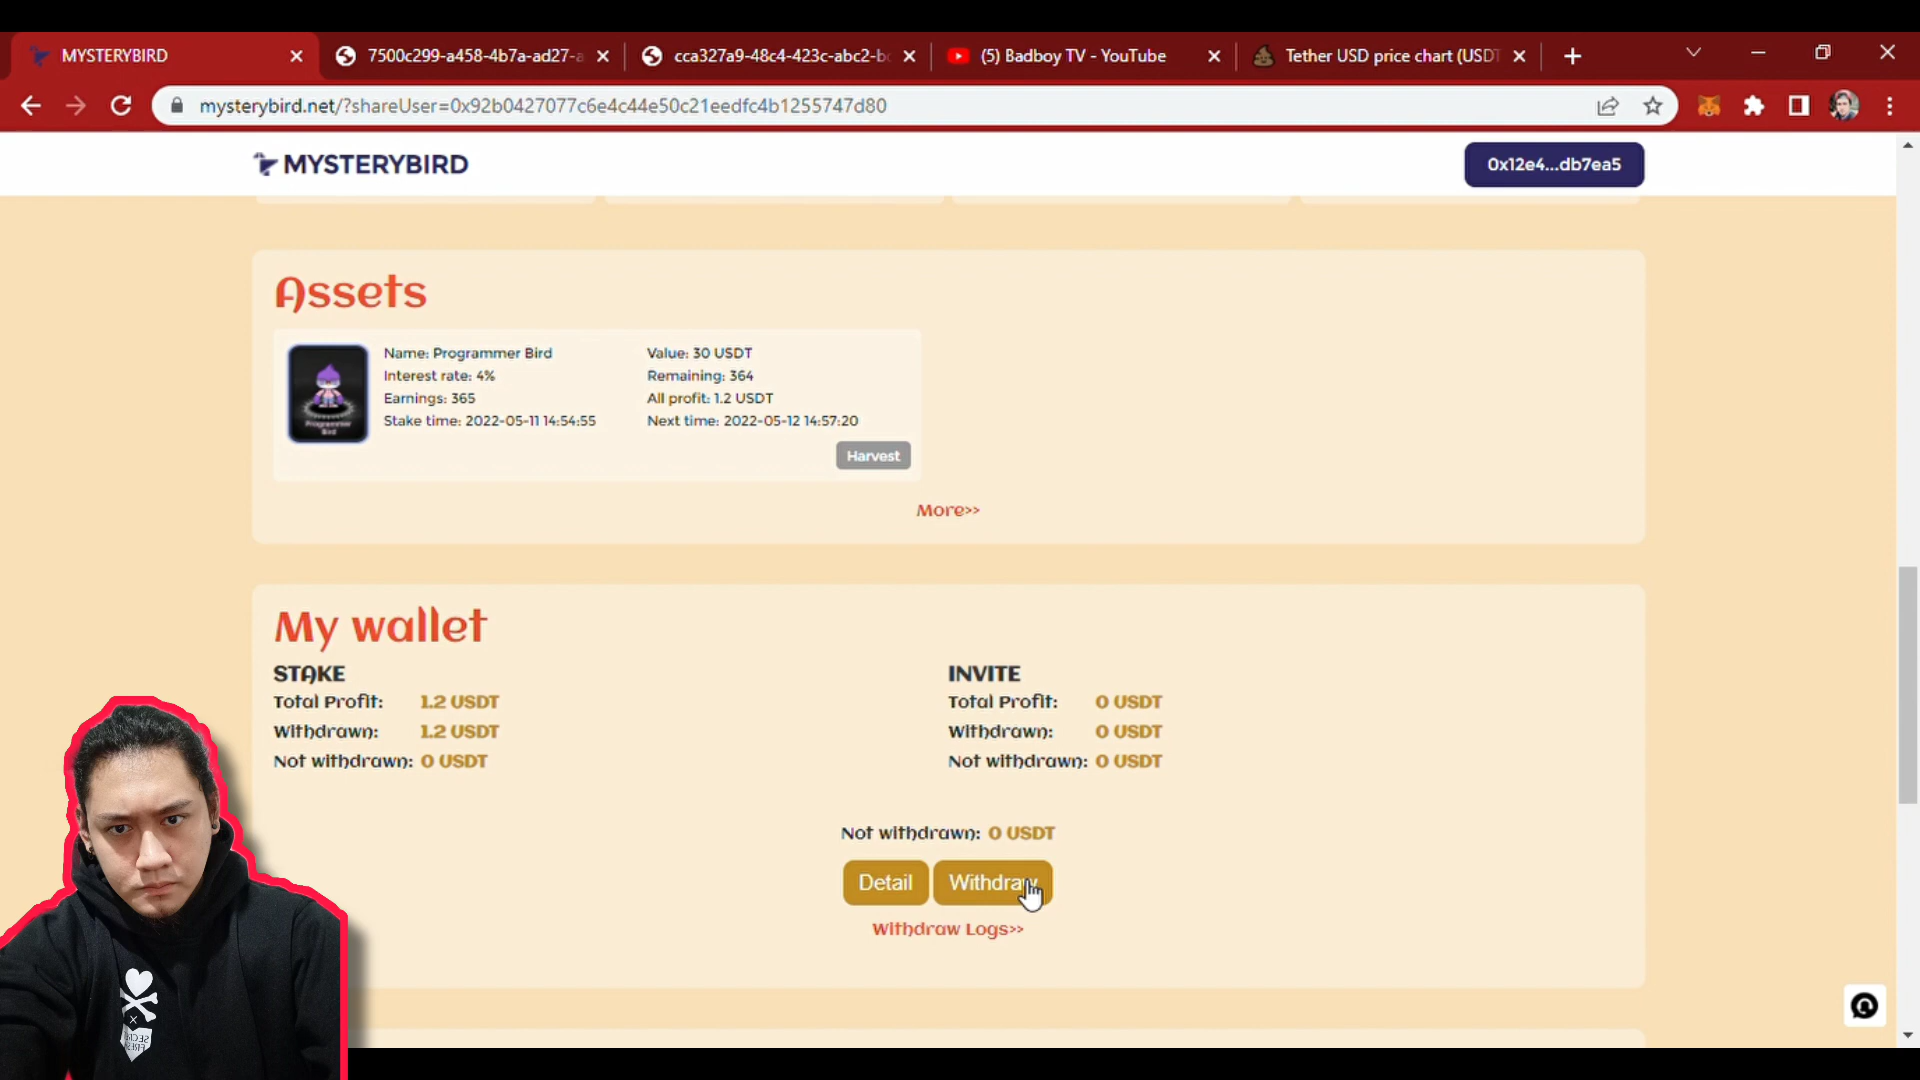 MYSTERYBIRD
7500c299-a458-4b7a-ad27-a
cca327a9-48c4-423c-abc2-bc
(5) Badboy TV - YouTube
Tether USD price chart (USDT
mysterybird.net/?shareUser=0x92b0427077c6e4c44e50c21eedfc4b1255747d80
MYSTERYBIRD
0x12e4...db7ea5
Assets
Name: Programmer Bird
Value: 30 USDT
Interest rate: 4%
Remaining: 364
Earnings: 365
All profit: 1.2 USDT
Stake time: 2022-05-11 14:54:55
Next time: 2022-05-12 14:57:20
Programmer
Bird
Harvest
More>>
My wallet
STAKE
INVITE
Total Profit: 1.2 USDT
Total Profit: 0 USDT
Withdrawn: 1.2 USDT
Withdrawn: 0 USDT
Not withdrawn: 0 USDT
Not withdrawn: 0 USDT
Not withdrawn: 0 USDT
Detail
Withdraw
Withdraw Logs>>